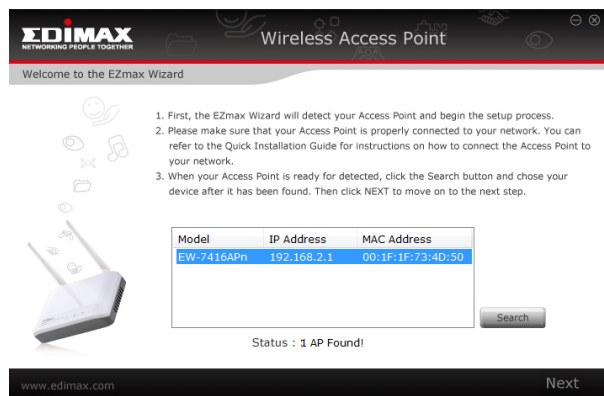 EDIMAX
NETWORKING PEOPLE TOGETHER
Wireless Access Point
Welcome to the EZmax Wizard
1. First, the EZmax Wizard will detect your Access Point and begin the setup process.
2. Please make sure that your Access Point is properly connected to your network. You can
refer to the Quick Installation Guide for instructions on how to connect the Access Point to
your network.
3. When your Access Point is ready for detected, click the Search button and chose your
device after it has been found. Then click NEXT to move on to the next step.
Model IP Address MAC Address
EW-7416APn 192.168.2.1 00:1F:1F:73:4D:50
Search
Status : 1 AP Found!
www.edimax.com Next